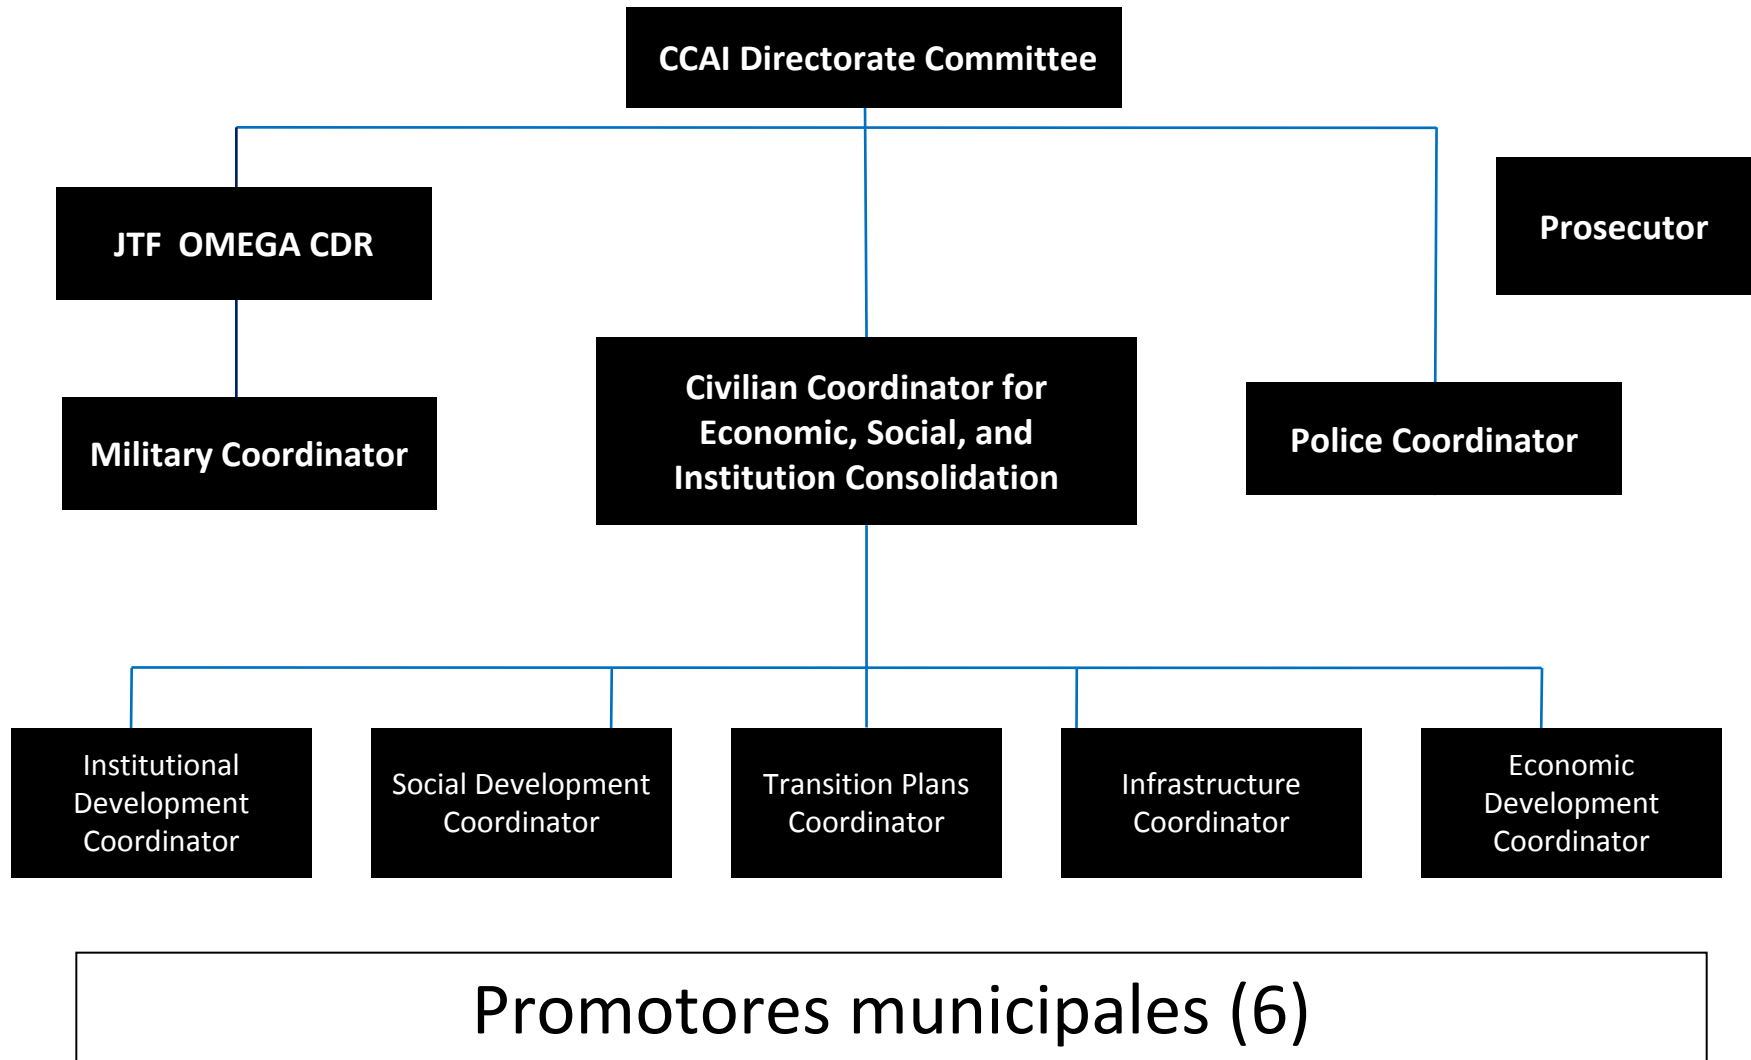 CCAI Directorate Committee
JTF OMEGA CDR
Prosecutor
Military Coordinator
Civilian Coordinator for
Economic, Social, and
Institution Consolidation
Police Coordinator
Institutional
Development
Coordinator
Social Development
Coordinator
Transition Plans
Coordinator
Infrastructure
Coordinator
Economic
Development
Coordinator
Promotores municipales (6)